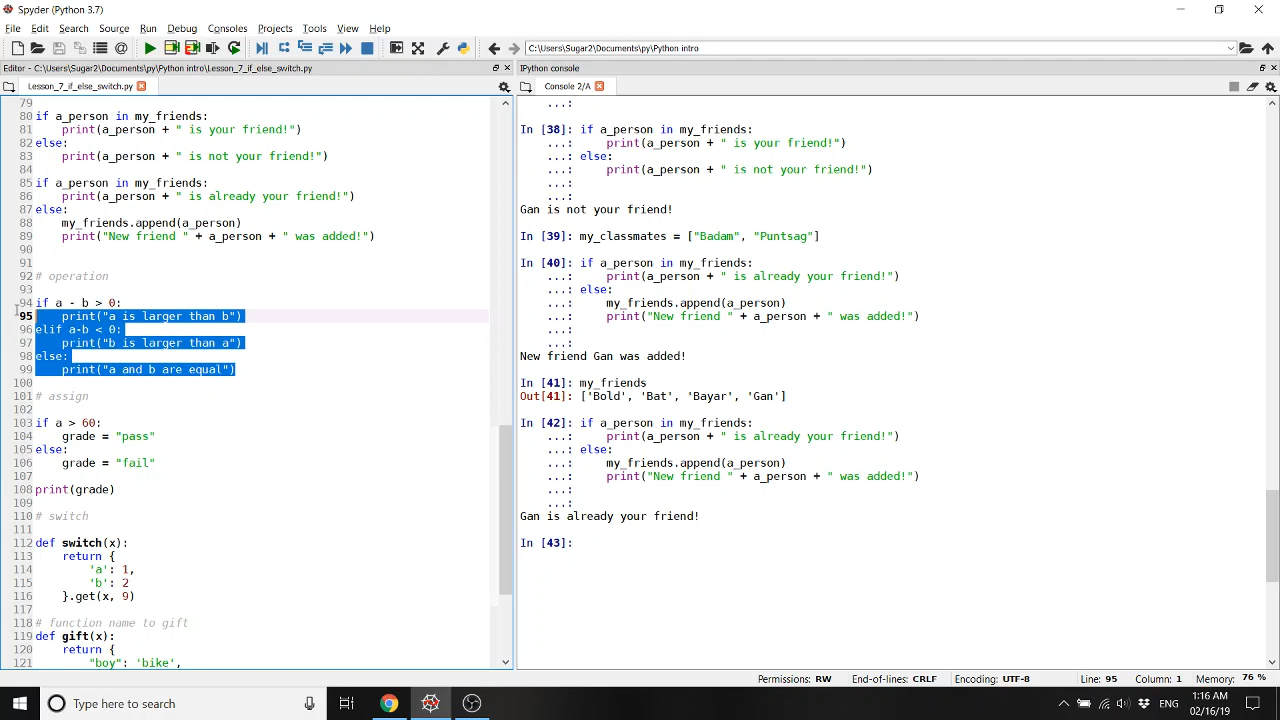 Spyder (Python 3.7)
File Edit Search Source Run Debug Consoles Projects Tools View Help
C:\Users\Sugar2\Documents\py\Python intro
Editor - C:\Users\Sugar2\Documents\py\Python intro\Lesson_7_if_else_switch.py
Lesson_7_if_else_switch.py
79
80 if a_person in my_friends:
81     print(a_person + " is your friend!")
82 else:
83     print(a_person + " is not your friend!")
84
85 if a_person in my_friends:
86     print(a_person + " is already your friend!")
87 else:
88     my_friends.append(a_person)
89     print("New friend " + a_person + " was added!")
90
91
92 # operation
93
94 if a - b > 0:
95     print("a is larger than b")
96 elif a-b < 0:
97     print("b is larger than a")
98 else:
99     print("a and b are equal")
100
101 # assign
102
103 if a > 60:
104     grade = "pass"
105 else:
106     grade = "fail"
107
108 print(grade)
109
110 # switch
111
112 def switch(x):
113     return {
114         'a': 1,
115         'b': 2
116     }.get(x, 9)
117
118 # function name to gift
119 def gift(x):
120     return {
121         "boy": 'bike',
IPython console
Console 2/A
...:
In [38]: if a_person in my_friends:
...:     print(a_person + " is your friend!")
...: else:
...:     print(a_person + " is not your friend!")
...:
...:
Gan is not your friend!
In [39]: my_classmates = ["Badam", "Puntsag"]
In [40]: if a_person in my_friends:
...:     print(a_person + " is already your friend!")
...: else:
...:     my_friends.append(a_person)
...:     print("New friend " + a_person + " was added!")
...:
...:
New friend Gan was added!
In [41]: my_friends
Out[41]: ['Bold', 'Bat', 'Bayar', 'Gan']
In [42]: if a_person in my_friends:
...:     print(a_person + " is already your friend!")
...: else:
...:     my_friends.append(a_person)
...:     print("New friend " + a_person + " was added!")
...:
...:
Gan is already your friend!
In [43]:
Permissions: RW End-of-lines: CRLF Encoding: UTF-8 Line: 95 Column: 1 Memory: 76 %
Type here to search
ENG
1:16 AM
02/16/19